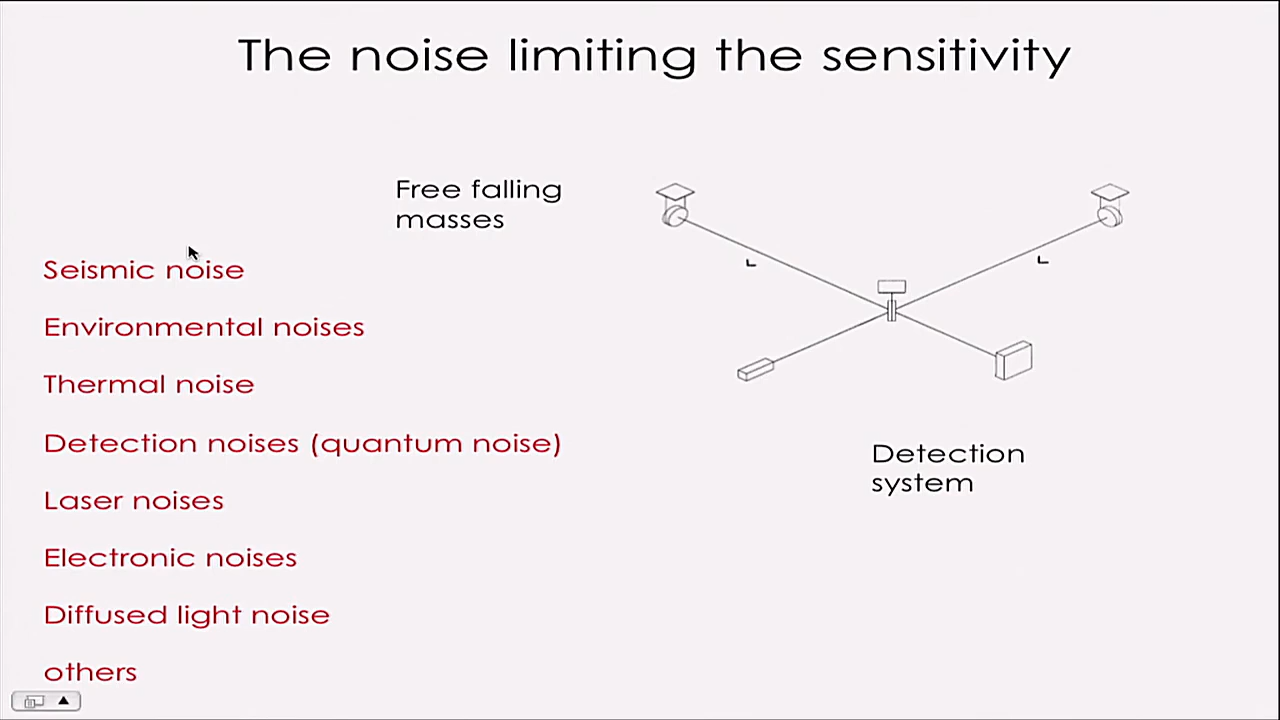 The noise limiting the sensitivity
Free falling
masses
L
L
Seismic noise
Environmental noises
Thermal noise
Detection noises (quantum noise)
Detection
system
Laser noises
Electronic noises
Diffused light noise
others